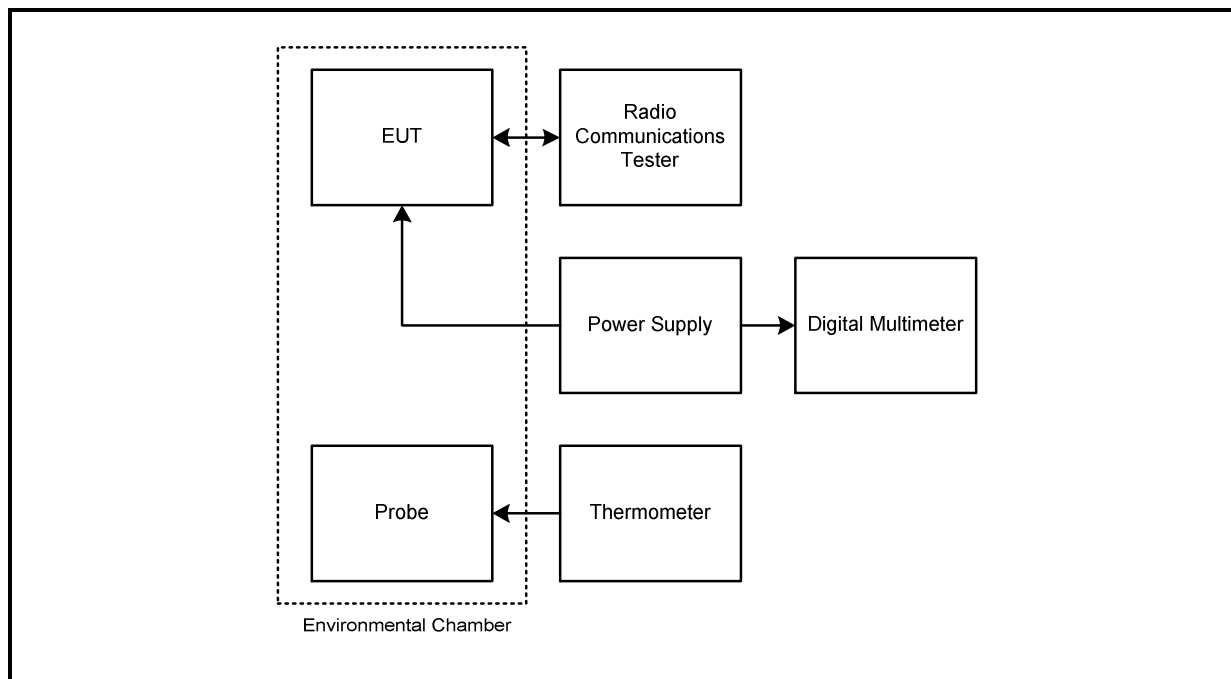 EUT
Radio
Communications
Tester
Power Supply
Digital Multimeter
Probe
Thermometer
Environmental Chamber